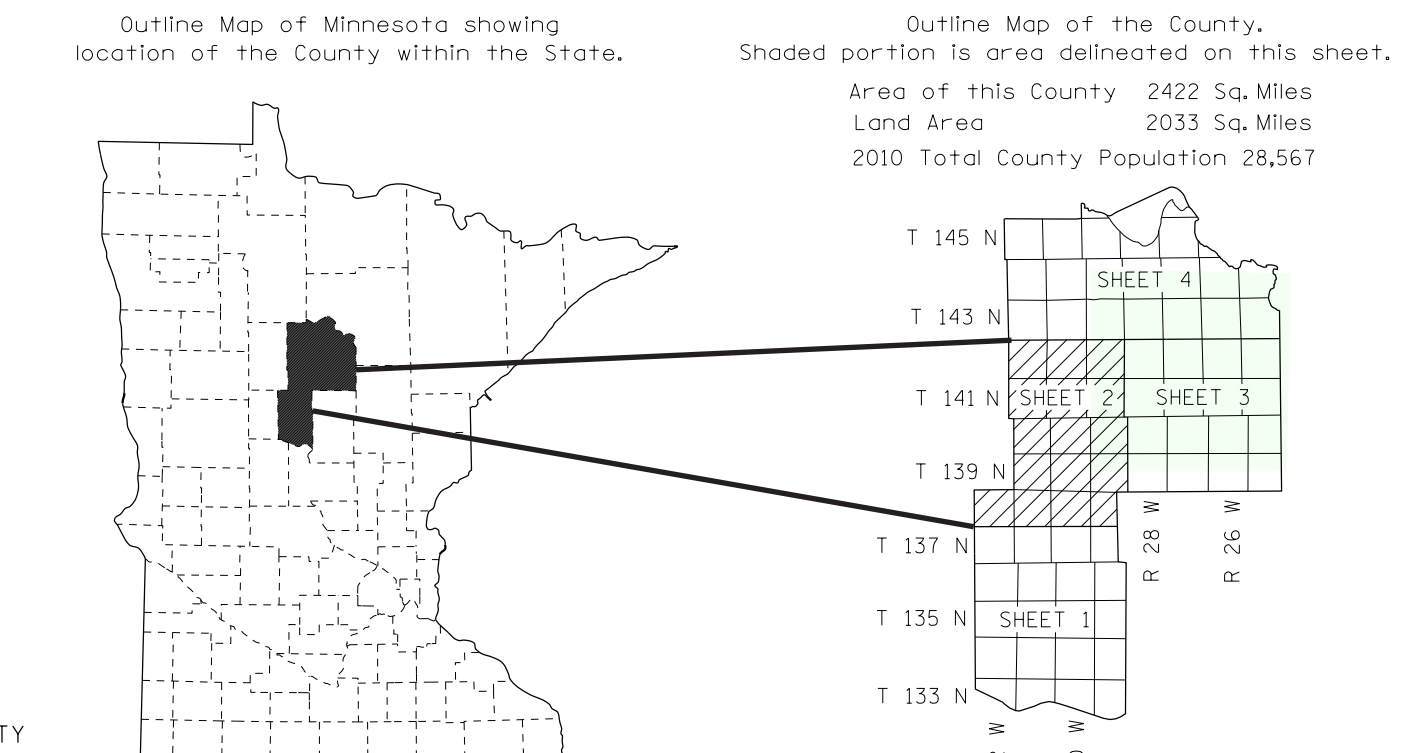 Outline Map of Minnesota showing
location of the County within the State.
Outline Map of the County.
Shaded portion is area delineated on this sheet.
Area of this County 2422 Sq. Miles
Land Area 2033 Sq. Miles
2010 Total County Population 28,567
T 145 N
SHEET 4
T 143 N
T 141 N
SHEET 2
SHEET 3
T 139 N
R 28 W
R 26 W
T 137 N
T 135 N
SHEET 1
T 133 N
W
W
TY